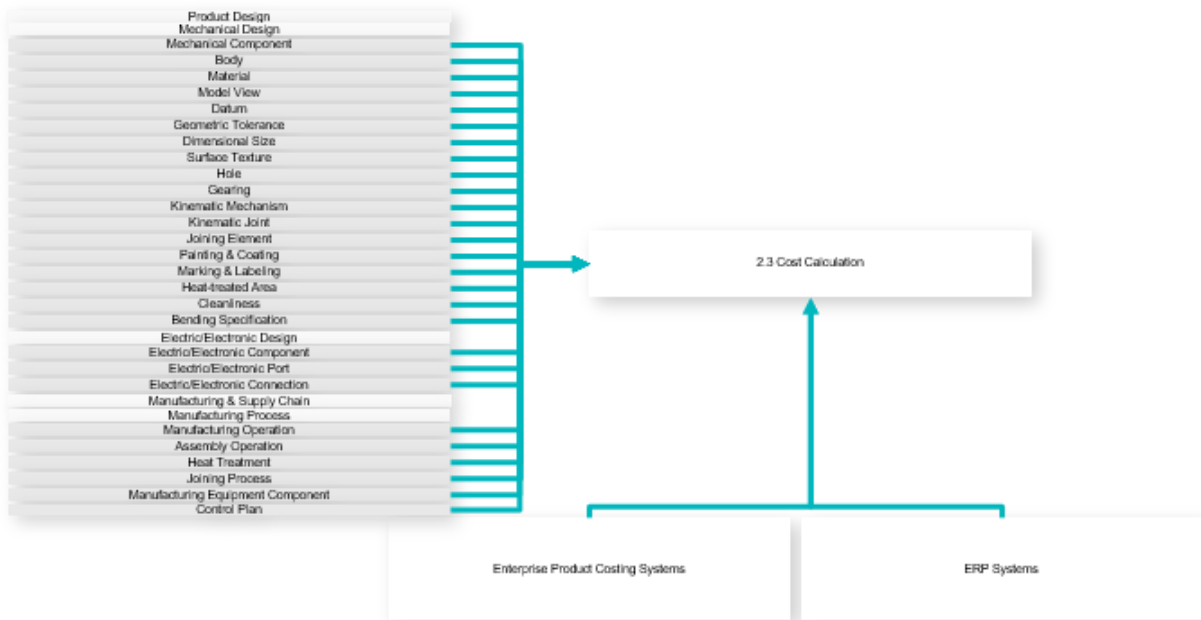 Product Design
Mechanical Design
Mechanical Component
Body
Material
Model View
Datum
Geometric Tolerance
Dimensional Size
Surface Texture
Hole
Gearing
Kinematic Mechanism
Kinematic Joint
Joining Element
Painting & Coating
Marking & Labeling
Heat-treated Area
Cleanliness
Bending Specification
Electric/Electronic Design
Electric/Electronic Component
Electric/Electronic Port
Electric/Electronic Connection
Manufacturing & Supply Chain
Manufacturing Process
Manufacturing Operation
Assembly Operation
Heat Treatment
Joining Process
Manufacturing Equipment Component
Control Plan
2.3 Cost Calculation
Enterprise Product Costing Systems
ERP Systems